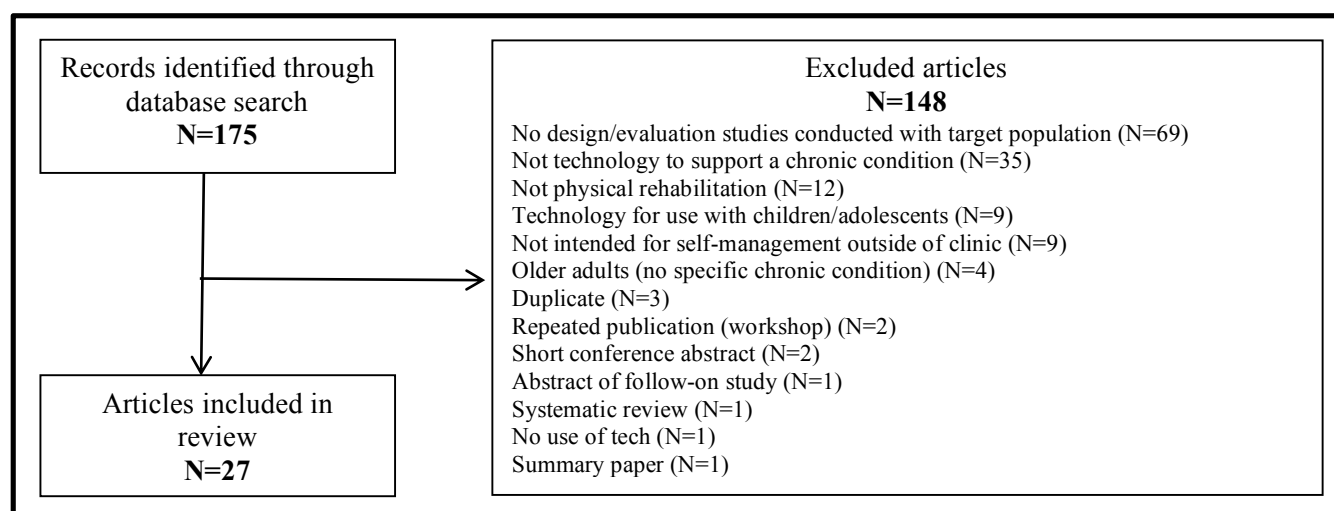 Records identified through
database search
N=175
Excluded articles
N=148
No design/evaluation studies conducted with target population (N=69)
Not technology to support a chronic condition (N=35)
Not physical rehabilitation (N=12)
Technology for use with children/adolescents (N=9)
Not intended for self-management outside of clinic (N=9)
Older adults (no specific chronic condition) (N=4)
Duplicate (N=3)
Repeated publication (workshop) (N=2)
Short conference abstract (N=2)
Abstract of follow-on study (N=1)
Systematic review (N=1)
No use of tech (N=1)
Summary paper (N=1)
Articles included in
review
N=27